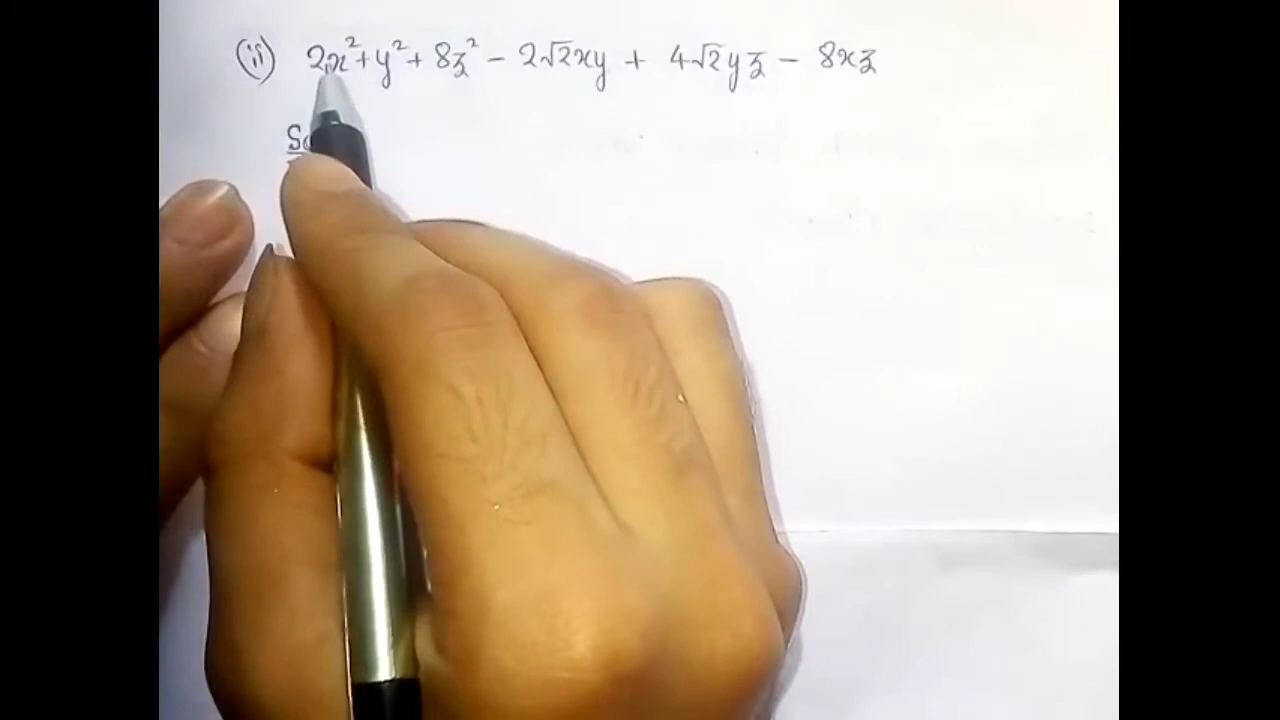 (ii) 2x² + y² + 8z² − 2√2xy + 4√2yz − 8xz